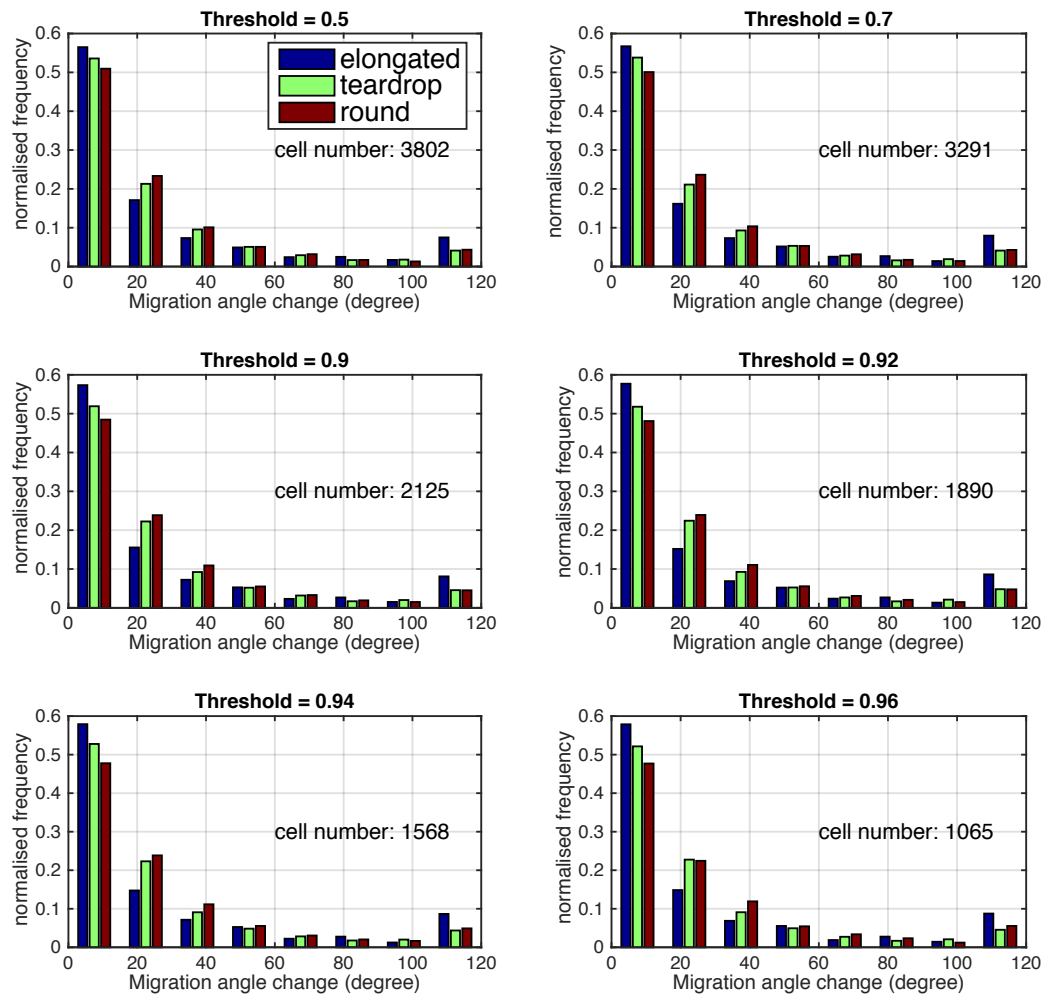 Threshold = 0.5
normalised frequency
0.6
0.5
0.4
0.3
0.2
0.1
0
elongated
teardrop
round
cell number: 3802
0 20 40 60 80 100 120
Migration angle change (degree)
Threshold = 0.7
normalised frequency
0.6
0.5
0.4
0.3
0.2
0.1
0
cell number: 3291
0 20 40 60 80 100 120
Migration angle change (degree)
Threshold = 0.9
normalised frequency
0.6
0.5
0.4
0.3
0.2
0.1
0
cell number: 2125
0 20 40 60 80 100 120
Migration angle change (degree)
Threshold = 0.92
normalised frequency
0.6
0.5
0.4
0.3
0.2
0.1
0
cell number: 1890
0 20 40 60 80 100 120
Migration angle change (degree)
Threshold = 0.94
normalised frequency
0.6
0.5
0.4
0.3
0.2
0.1
0
cell number: 1568
0 20 40 60 80 100 120
Migration angle change (degree)
Threshold = 0.96
normalised frequency
0.6
0.5
0.4
0.3
0.2
0.1
0
cell number: 1065
0 20 40 60 80 100 120
Migration angle change (degree)